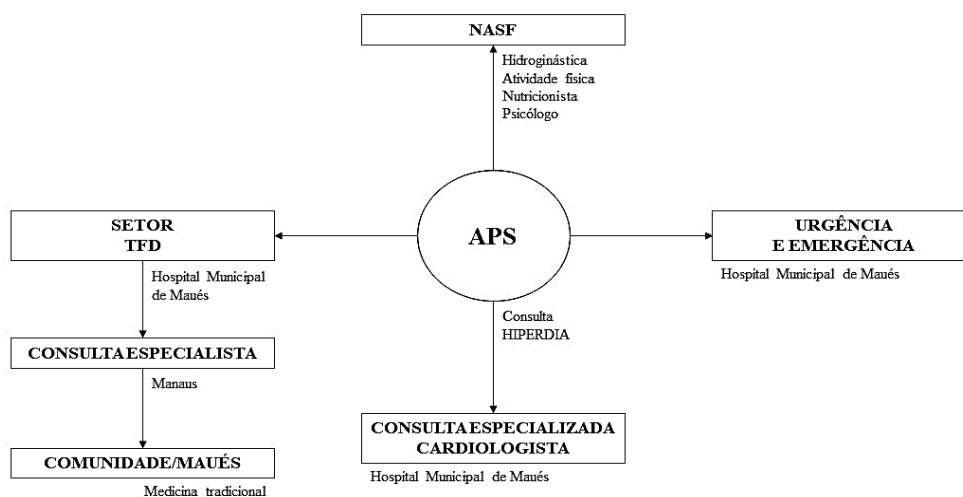 NASF
Hidroginástica
Atividade física
Nutricionista
Psicólogo
SETOR
TFD
APS
URGÊNCIA
E EMERGÊNCIA
Hospital Municipal
de Maués
Hospital Municipal de Maués
Consulta
HIPERDIA
CONSULTA ESPECIALISTA
Manaus
CONSULTA ESPECIALIZADA
CARDIOLOGISTA
COMUNIDADE/MAUÉS
Hospital Municipal de Maués
Medicina tradicional